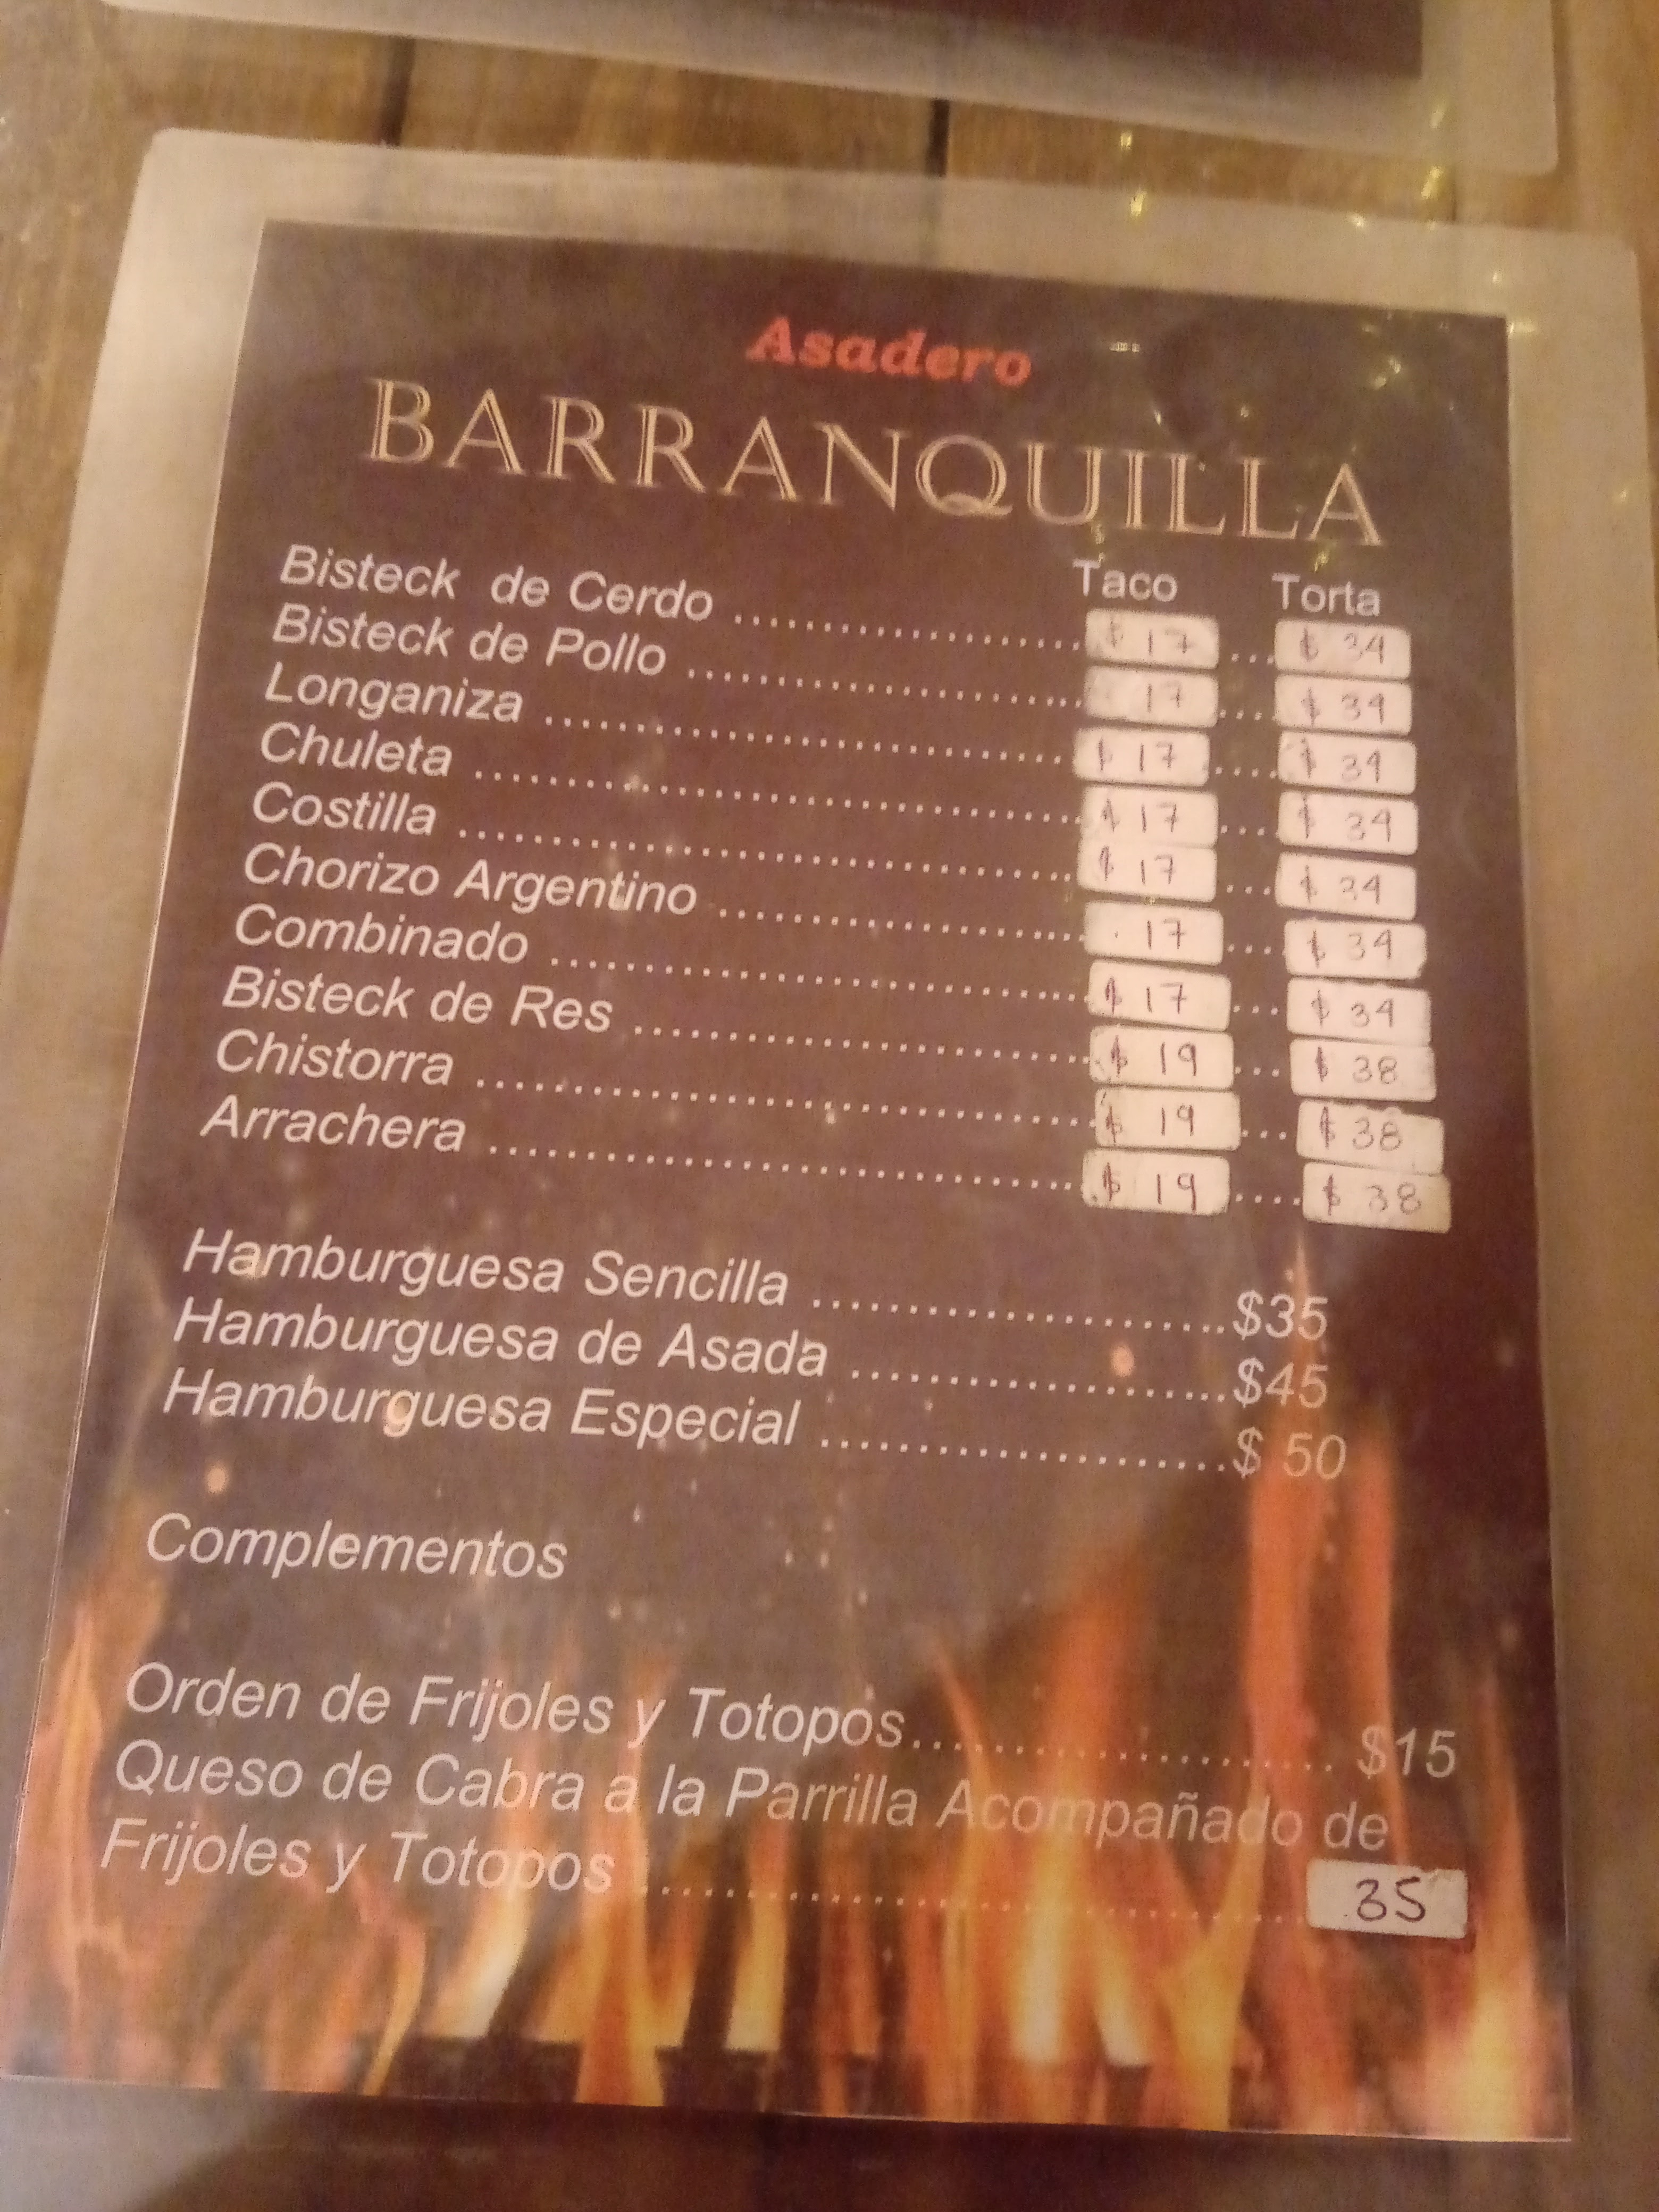 Asadero
BARRANQUILLA
Taco Torta
Bisteck de Cerdo .................... $ 17 ... $ 34
Bisteck de Pollo .................... 17 .... $ 34
Longaniza .................... $ 17 .... $ 34
Chuleta .................... $ 17 .... $ 34
Costilla .................... $ 17 ... $ 34
Chorizo Argentino .................... 17 ... $ 34
Combinado .................... $ 17 ... $ 34
Bisteck de Res .................... $ 19 ... $ 38
Chistorra .................... $ 19 ... $ 38
Arrachera .................... $ 19 .... $ 38
Hamburguesa Sencilla ....................$35
Hamburguesa de Asada ....................$45
Hamburguesa Especial ....................$ 50
Complementos
Orden de Frijoles y Totopos.................... $15
Queso de Cabra a la Parrilla Acompañado de
Frijoles y Totopos .................... 35